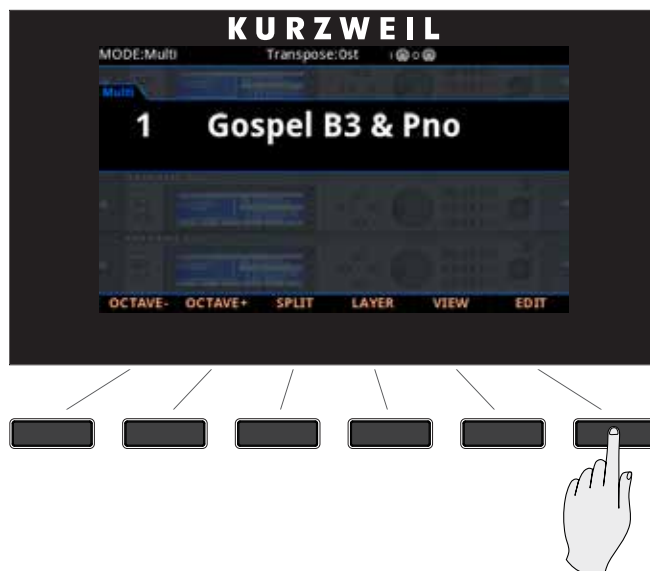 KURZWEIL
MODE:Multi Transpose:0st I O
Multi
1 Gospel B3 & Pno
OCTAVE- OCTAVE+ SPLIT LAYER VIEW EDIT